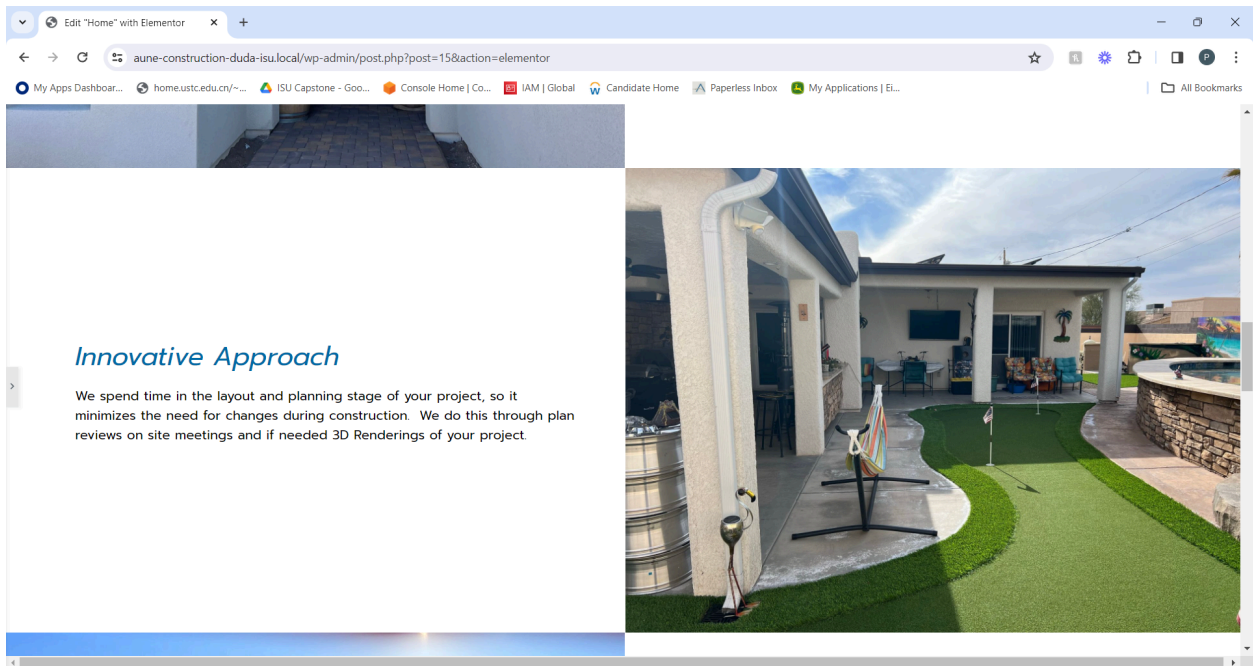 Edit "Home" with Elementor
aune-construction-duda-isu.local/wp-admin/post.php?post=15&action=elementor
P
My Apps Dashboar... home.ustc.edu.cn/~... ISU Capstone - Goo... Console Home | Co... IAM | Global Candidate Home Paperless Inbox My Applications | Ei... All Bookmarks
Innovative Approach
We spend time in the layout and planning stage of your project, so it
minimizes the need for changes during construction. We do this through plan
reviews on site meetings and if needed 3D Renderings of your project.